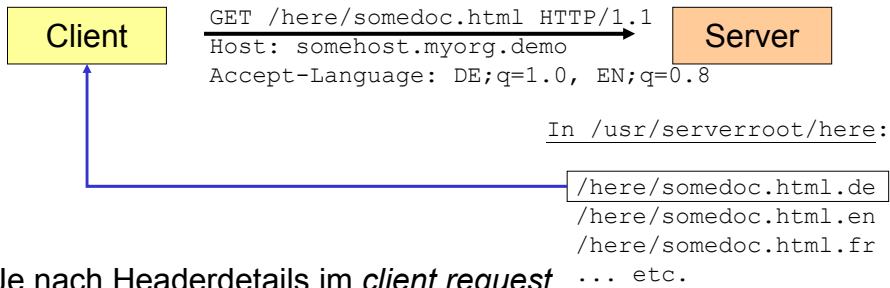 Client
GET /here/somedoc.html HTTP/1.1
Host: somehost.myorg.demo
Accept-Language: DE;q=1.0, EN;q=0.8
Server
In /usr/serverroot/here:
/here/somedoc.html.de
/here/somedoc.html.en
/here/somedoc.html.fr
... etc.
Je nach Headerdetails im client request